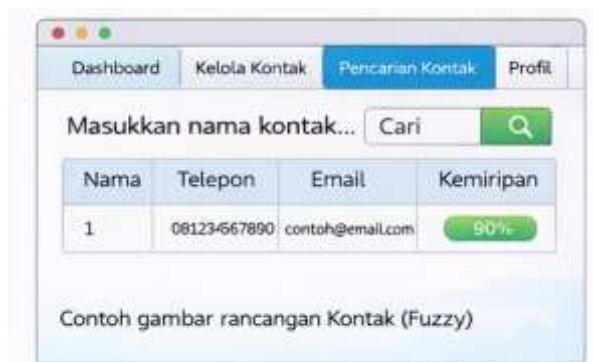 Dashboard Kelola Kontak Pencarian Kontak Profil
Masukkan nama kontak... Cari
Nama Telepon Email Kemiripan
1 081234567890 contoh@email.com 90%
Contoh gambar rancangan Kontak (Fuzzy)